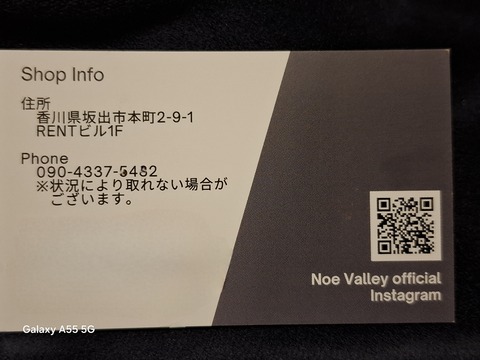 Shop Info
住所
香川県坂出市本町2-9-1
RENTビル1F
Phone
090-4337-5482
※状況により取れない場合が
ございます。
Noe Valley official
Instagram
Galaxy A55 5G